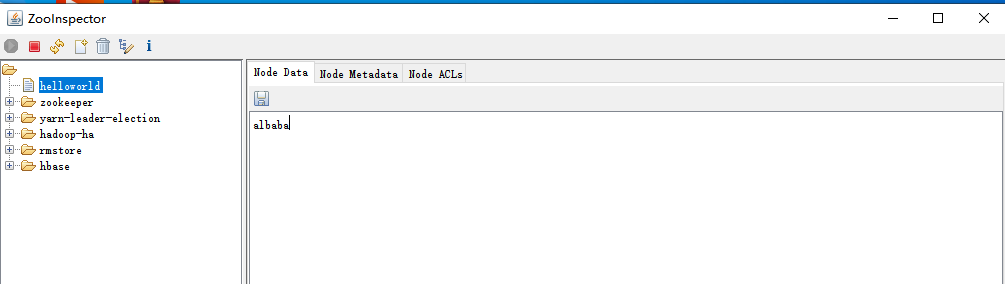 ZooInspector
helloworld
zookeeper
yarn-leader-election
hadoop-ha
rmstore
hbase
Node Data Node Metadata Node ACLs
albaba